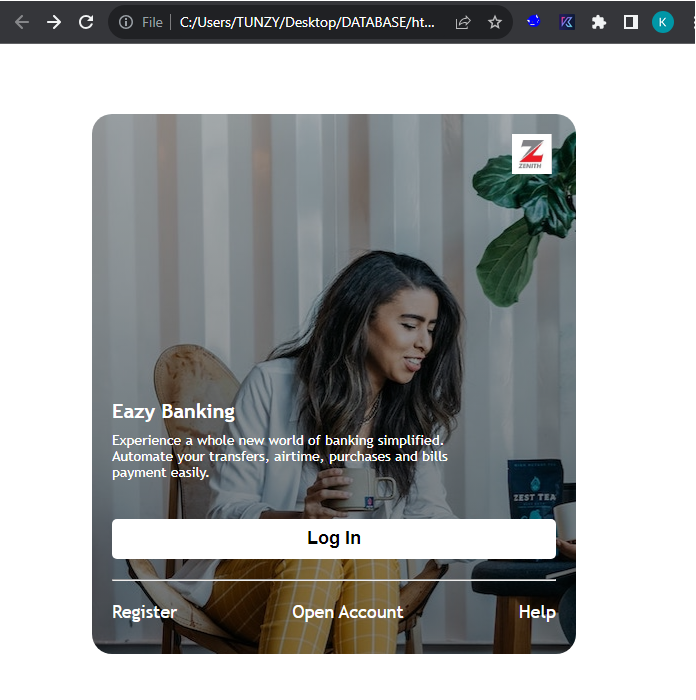 File | C:/Users/TUNZY/Desktop/DATABASE/ht...
K
ZENITH
Eazy Banking
Experience a whole new world of banking simplified.
Automate your transfers, airtime, purchases and bills
payment easily.
ZEST TEA
Log In
Register Open Account Help